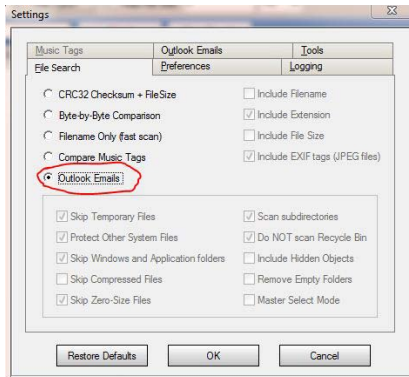 Settings
Music Tags Outlook Emails Tools
File Search Preferences Logging
CRC32 Checksum + FileSize Include Filename
Byte-by-Byte Comparison Include Extension
Filename Only (fast scan) Include File Size
Compare Music Tags Include EXIF tags (JPEG files)
Outlook Emails
Skip Temporary Files Scan subdirectories
Protect Other System Files Do NOT scan Recycle Bin
Skip Windows and Application folders Include Hidden Objects
Skip Compressed Files Remove Empty Folders
Skip Zero-Size Files Master Select Mode
Restore Defaults OK Cancel